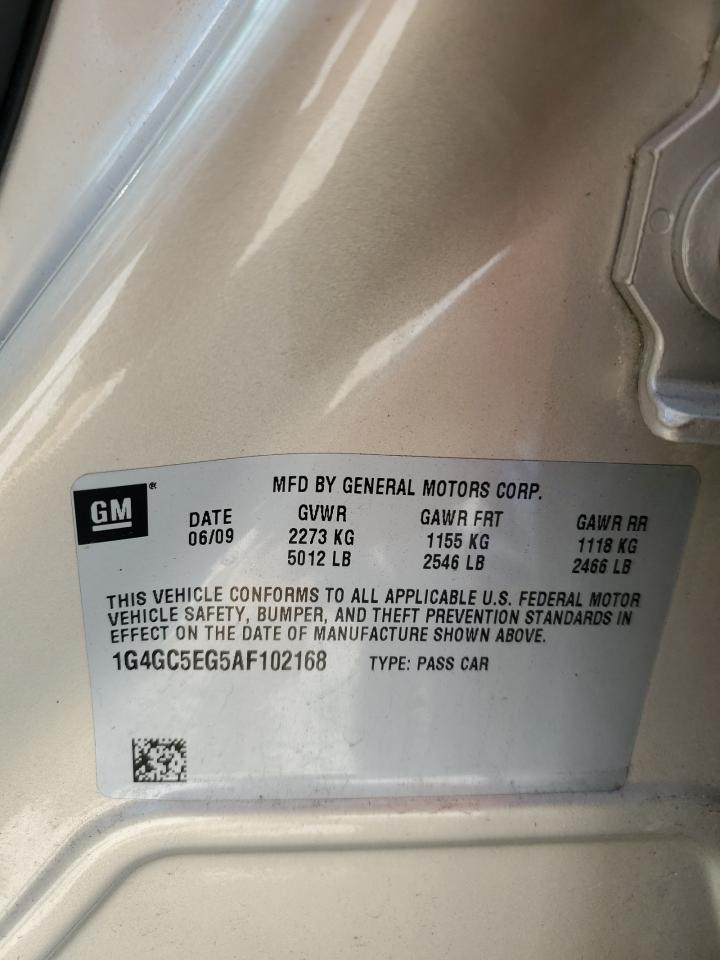 GM ®
MFD BY GENERAL MOTORS CORP.
DATE GVWR GAWR FRT GAWR RR
06/09 2273 KG 1155 KG 1118 KG
5012 LB 2546 LB 2466 LB
THIS VEHICLE CONFORMS TO ALL APPLICABLE U.S. FEDERAL MOTOR
VEHICLE SAFETY, BUMPER, AND THEFT PREVENTION STANDARDS IN
EFFECT ON THE DATE OF MANUFACTURE SHOWN ABOVE.
1G4GC5EG5AF102168 TYPE: PASS CAR